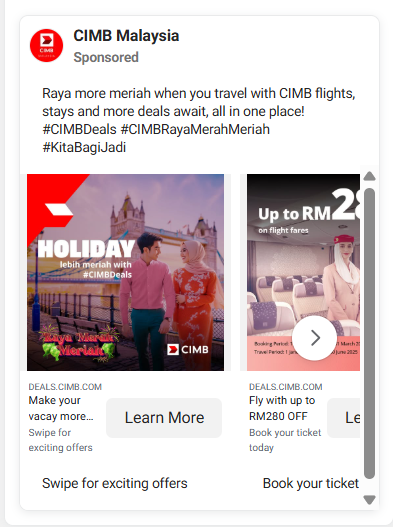 CIMB Malaysia
Sponsored
Raya more meriah when you travel with CIMB flights,
stays and more deals await, all in one place!
#CIMBDeals #CIMBRayaMerahMeriah
#KitaBagiJadi
HOLIDAY
lebih meriah with
#CIMBDeals
Raya Merah
Meriah
CIMB
DEALS.CIMB.COM
Make your
vacay more...
Swipe for
exciting offers
Learn More
Swipe for exciting offers
Up to RM28
on flight fares
Booking Period: 1 March 20
Travel Period: 1 June 2025
DEALS.CIMB.COM
Fly with up to
RM280 OFF
Book your ticket
today
Le
Book your ticket